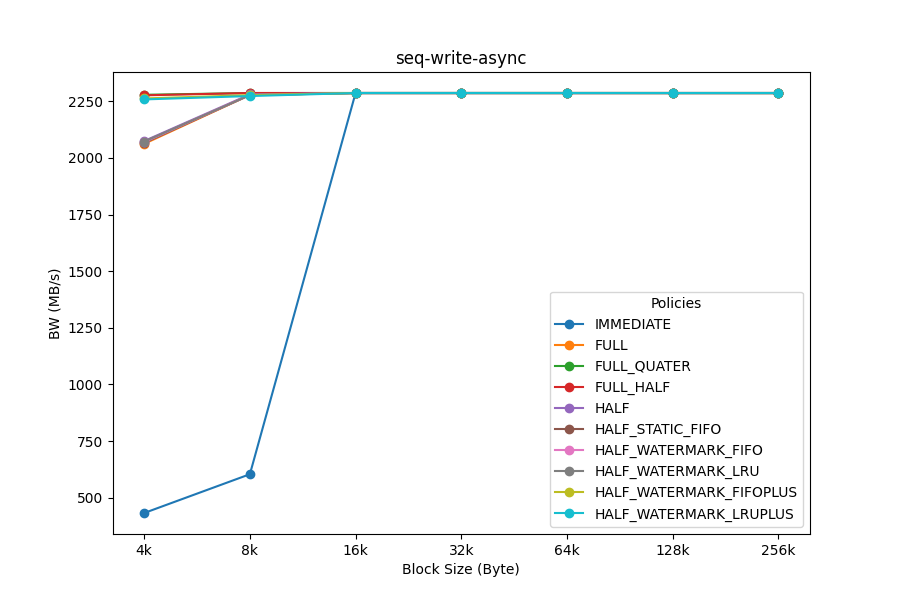 seq-write-async
BW (MB/s)
2250
2000
1750
1500
1250
1000
750
500
Policies
IMMEDIATE
FULL
FULL_QUATER
FULL_HALF
HALF
HALF_STATIC_FIFO
HALF_WATERMARK_FIFO
HALF_WATERMARK_LRU
HALF_WATERMARK_FIFOPLUS
HALF_WATERMARK_LRUPLUS
4k 8k 16k 32k 64k 128k 256k
Block Size (Byte)